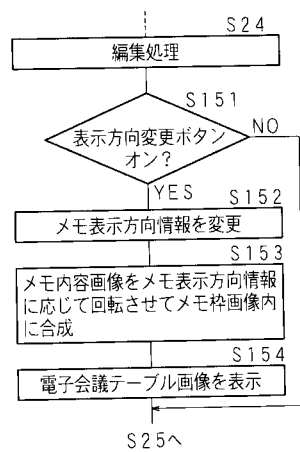 S24
編集処理
S151
表示方向変更ボタン
オン?
NO
YES
S152
メモ表示方向情報を変更
S153
メモ内容画像をメモ表示方向情報
に応じて回転させてメモ枠画像内
に合成
S154
電子会議テーブル画像を表示
S25へ